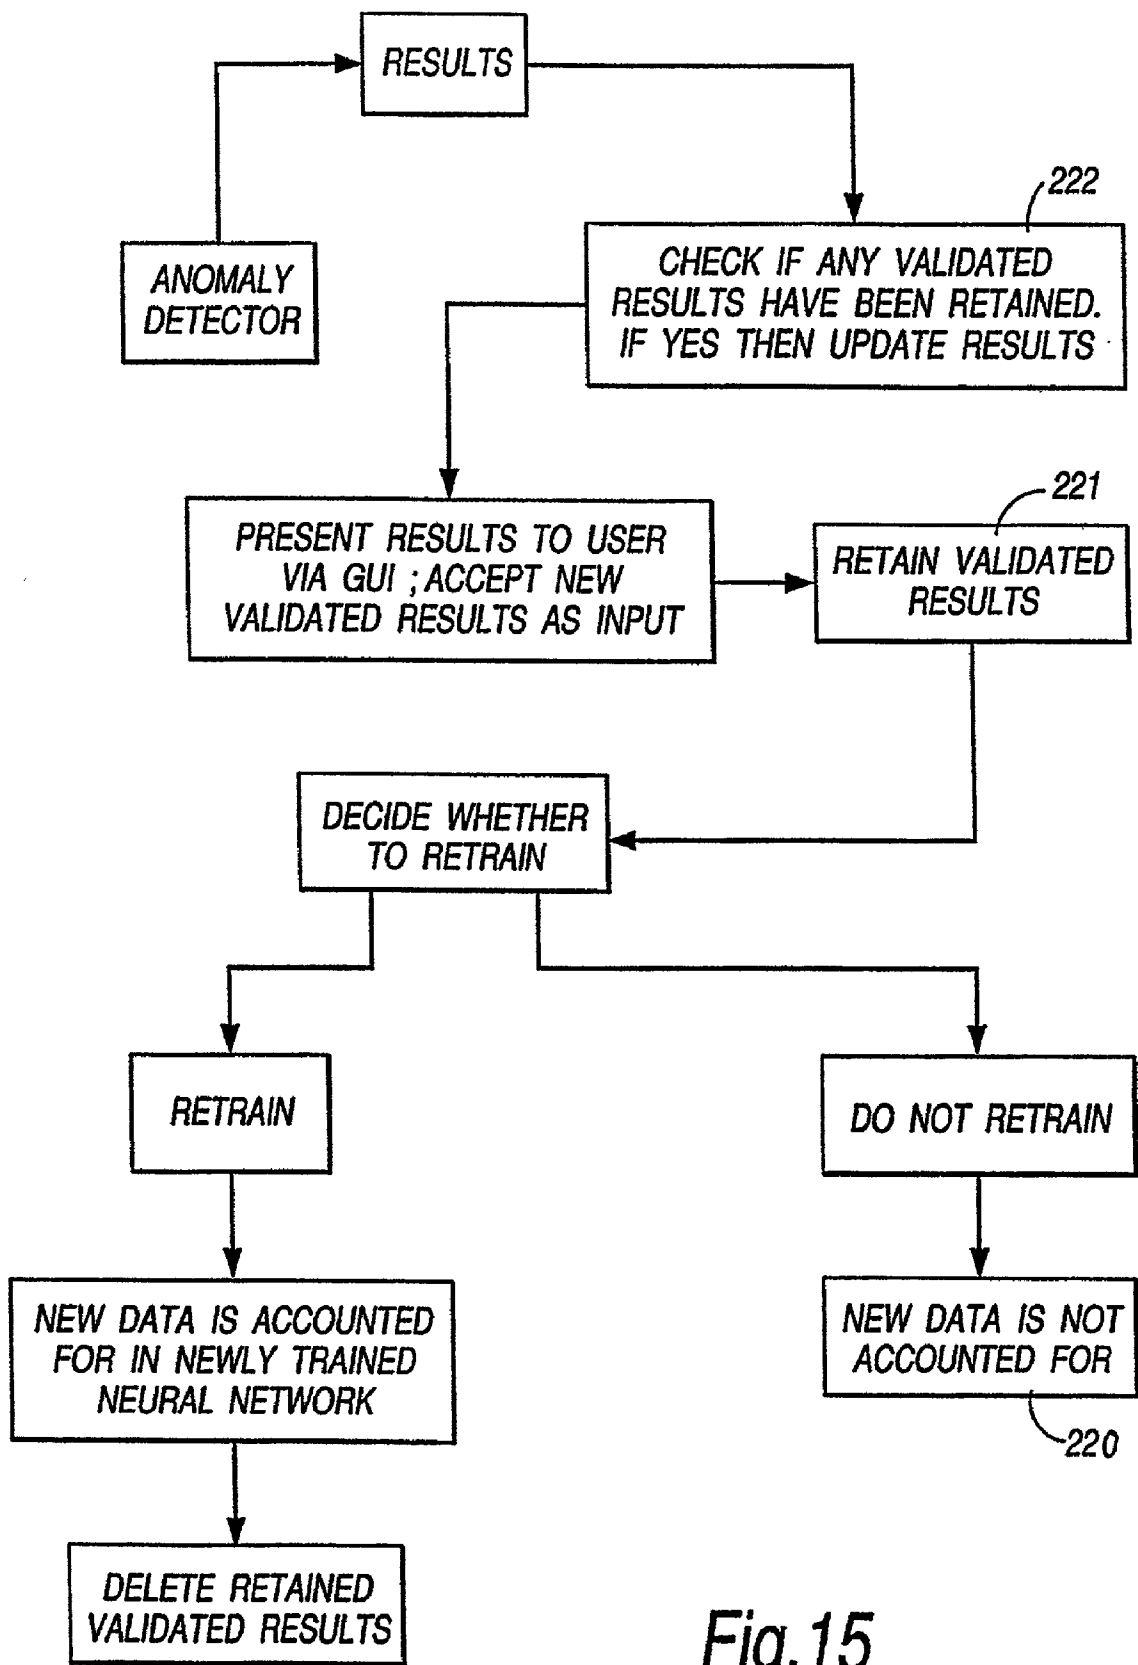 RESULTS
222
ANOMALY
DETECTOR
CHECK IF ANY VALIDATED
RESULTS HAVE BEEN RETAINED.
IF YES THEN UPDATE RESULTS
221
PRESENT RESULTS TO USER
VIA GUI ; ACCEPT NEW
VALIDATED RESULTS AS INPUT
RETAIN VALIDATED
RESULTS
DECIDE WHETHER
TO RETRAIN
RETRAIN
DO NOT RETRAIN
NEW DATA IS ACCOUNTED
FOR IN NEWLY TRAINED
NEURAL NETWORK
NEW DATA IS NOT
ACCOUNTED FOR
220
DELETE RETAINED
VALIDATED RESULTS
Fig.15